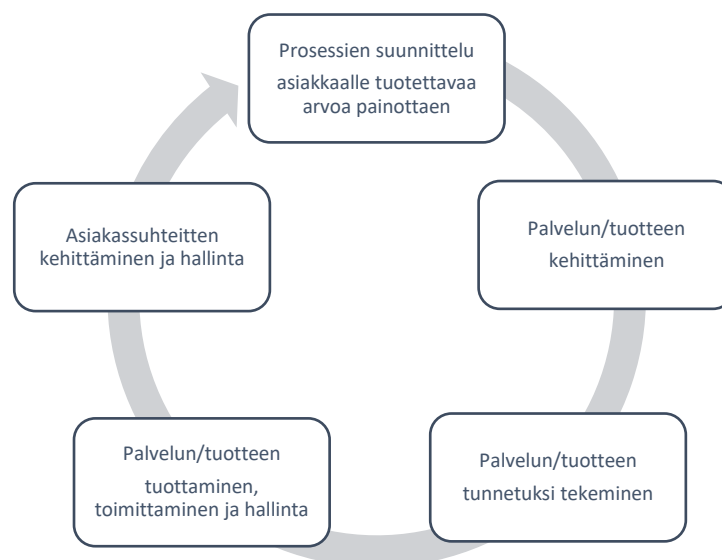 Prosessien suunnittelu
asiakkaalle tuotettavaa
arvoa painottaen
Palvelun/tuotteen
kehittäminen
Palvelun/tuotteen
tunnetuksi tekeminen
Palvelun/tuotteen
tuottaminen,
toimittaminen ja hallinta
Asiakassuhteitten
kehittäminen ja hallinta